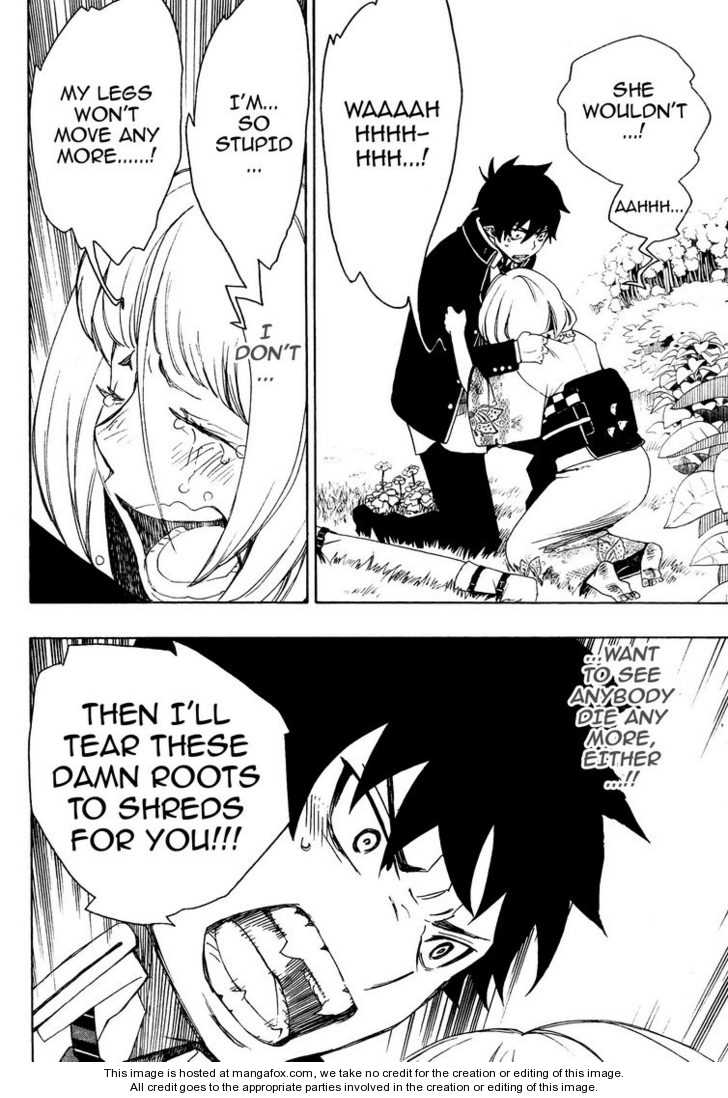 SHE
WOULDN'T
...!
AAHHH...
WAAAAH
HHHH-
HHH...!
I'M...
SO
STUPID
...
MY LEGS
WON'T
MOVE ANY
MORE......!
I
DON'T
...
...WANT
TO SEE
ANYBODY
DIE ANY
MORE,
EITHER
...!!
THEN I'LL
TEAR THESE
DAMN ROOTS
TO SHREDS
FOR YOU!!!
This image is hosted at mangafox.com, we take no credit for the creation or editing of this image.
All credit goes to the appropriate parties involved in the creation or editing of this image.